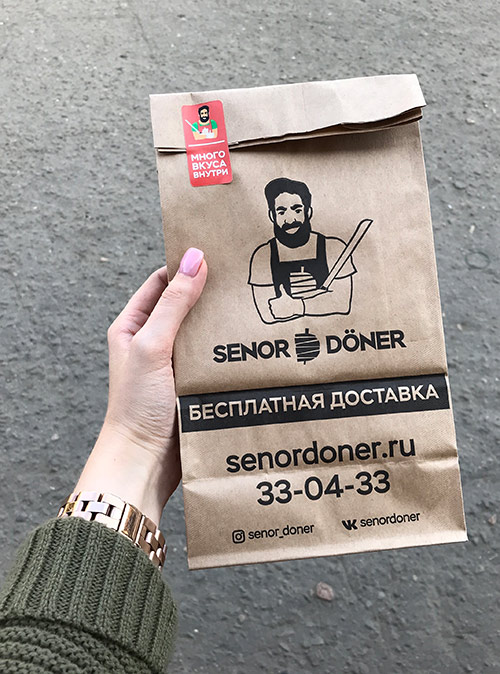 МНОГО
ВКУСА
ВНУТРИ
SENOR DÖNER
БЕСПЛАТНАЯ ДОСТАВКА
senordoner.ru
33-04-33
senor_doner senordoner